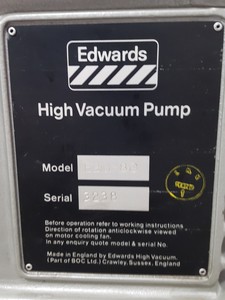 Edwards
High Vacuum Pump
Model
Serial
Before operation refer to working instructions
Direction of rotation anticlockwise viewed
on motor cooling fan.
In any enquiry quote model & serial No.
Made in England by Edwards High Vacuum.
(Part of BOC Ltd.) Crawley, Sussex. England